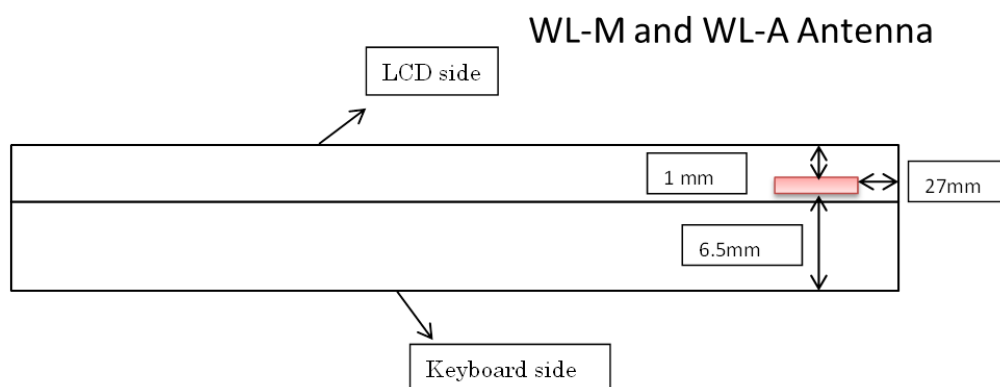 WL-M and WL-A Antenna
LCD side
1 mm
27mm
6.5mm
Keyboard side